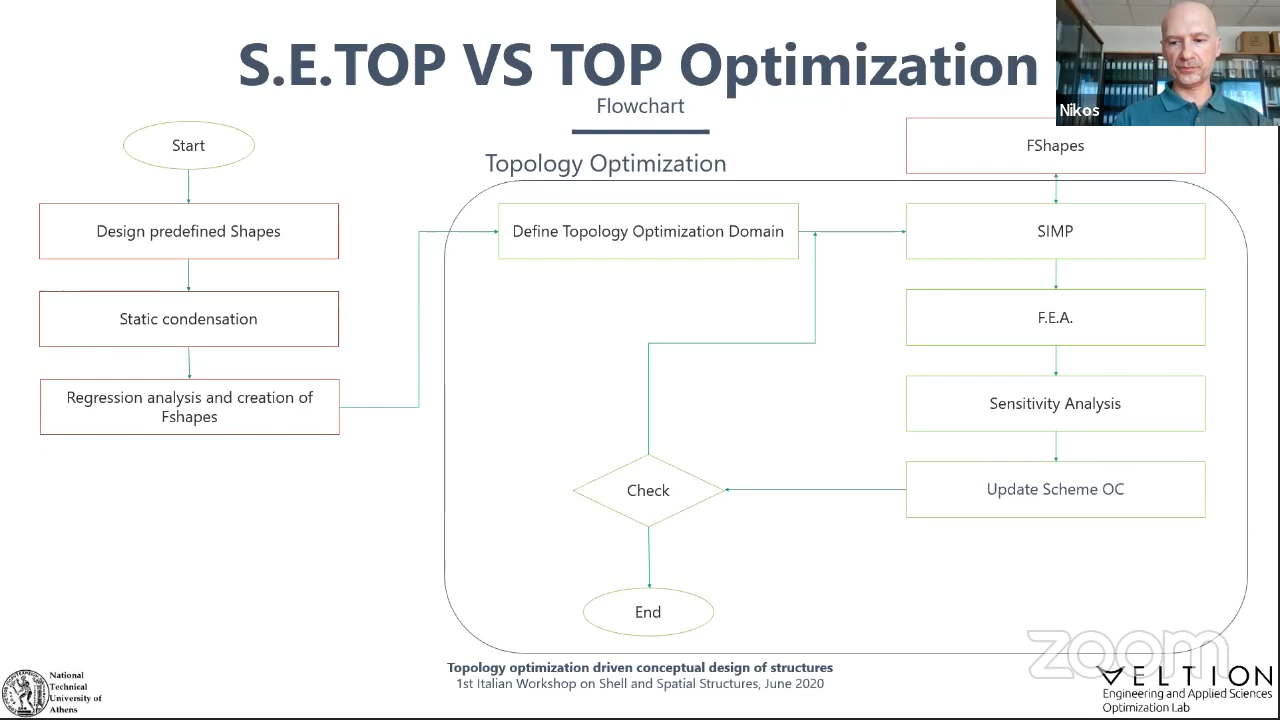 S.E.TOP VS TOP Optimization
Flowchart
Nikos
Start
Topology Optimization
FShapes
Design predefined Shapes
Define Topology Optimization Domain
SIMP
Static condensation
F.E.A.
Regression analysis and creation of
Fshapes
Sensitivity Analysis
Check
Update Scheme OC
End
zoom
Topology optimization driven conceptual design of structures
1st Italian Workshop on Shell and Spatial Structures, June 2020
National
Technical
University of
Athens
VELTION
Engineering and Applied Sciences
Optimization Lab